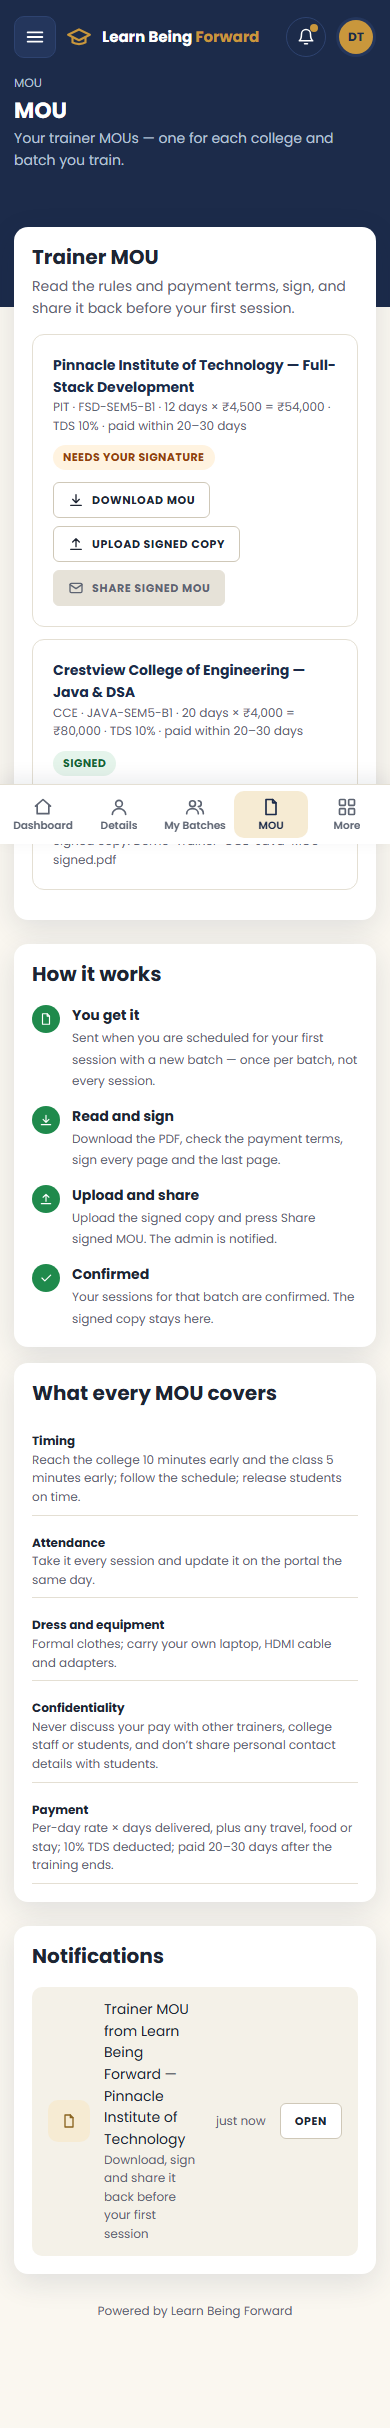 Learn Being Forward
DT
MOU
MOU
Your trainer MOUs — one for each college and
batch you train.
Trainer MOU
Read the rules and payment terms, sign, and
share it back before your first session.
Pinnacle Institute of Technology — Full-
Stack Development
PIT · FSD-SEM5-B1 · 12 days × ₹4,500 = ₹54,000 ·
TDS 10% · paid within 20–30 days
NEEDS YOUR SIGNATURE
DOWNLOAD MOU
UPLOAD SIGNED COPY
SHARE SIGNED MOU
Crestview College of Engineering —
Java & DSA
CCE · JAVA-SEM5-B1 · 20 days × ₹4,000 =
₹80,000 · TDS 10% · paid within 20–30 days
SIGNED
Dashboard
Details
My Batches
MOU
More
signed.pdf
How it works
You get it
Sent when you are scheduled for your first
session with a new batch — once per batch, not
every session.
Read and sign
Download the PDF, check the payment terms,
sign every page and the last page.
Upload and share
Upload the signed copy and press Share
signed MOU. The admin is notified.
Confirmed
Your sessions for that batch are confirmed. The
signed copy stays here.
What every MOU covers
Timing
Reach the college 10 minutes early and the class 5
minutes early; follow the schedule; release students
on time.
Attendance
Take it every session and update it on the portal the
same day.
Dress and equipment
Formal clothes; carry your own laptop, HDMI cable
and adapters.
Confidentiality
Never discuss your pay with other trainers, college
staff or students, and don't share personal contact
details with students.
Payment
Per-day rate × days delivered, plus any travel, food or
stay; 10% TDS deducted; paid 20–30 days after the
training ends.
Notifications
Trainer MOU
from Learn
Being
Forward —
Pinnacle
Institute of
Technology
Download, sign
and share it
back before
your first
session
just now
OPEN
Powered by Learn Being Forward